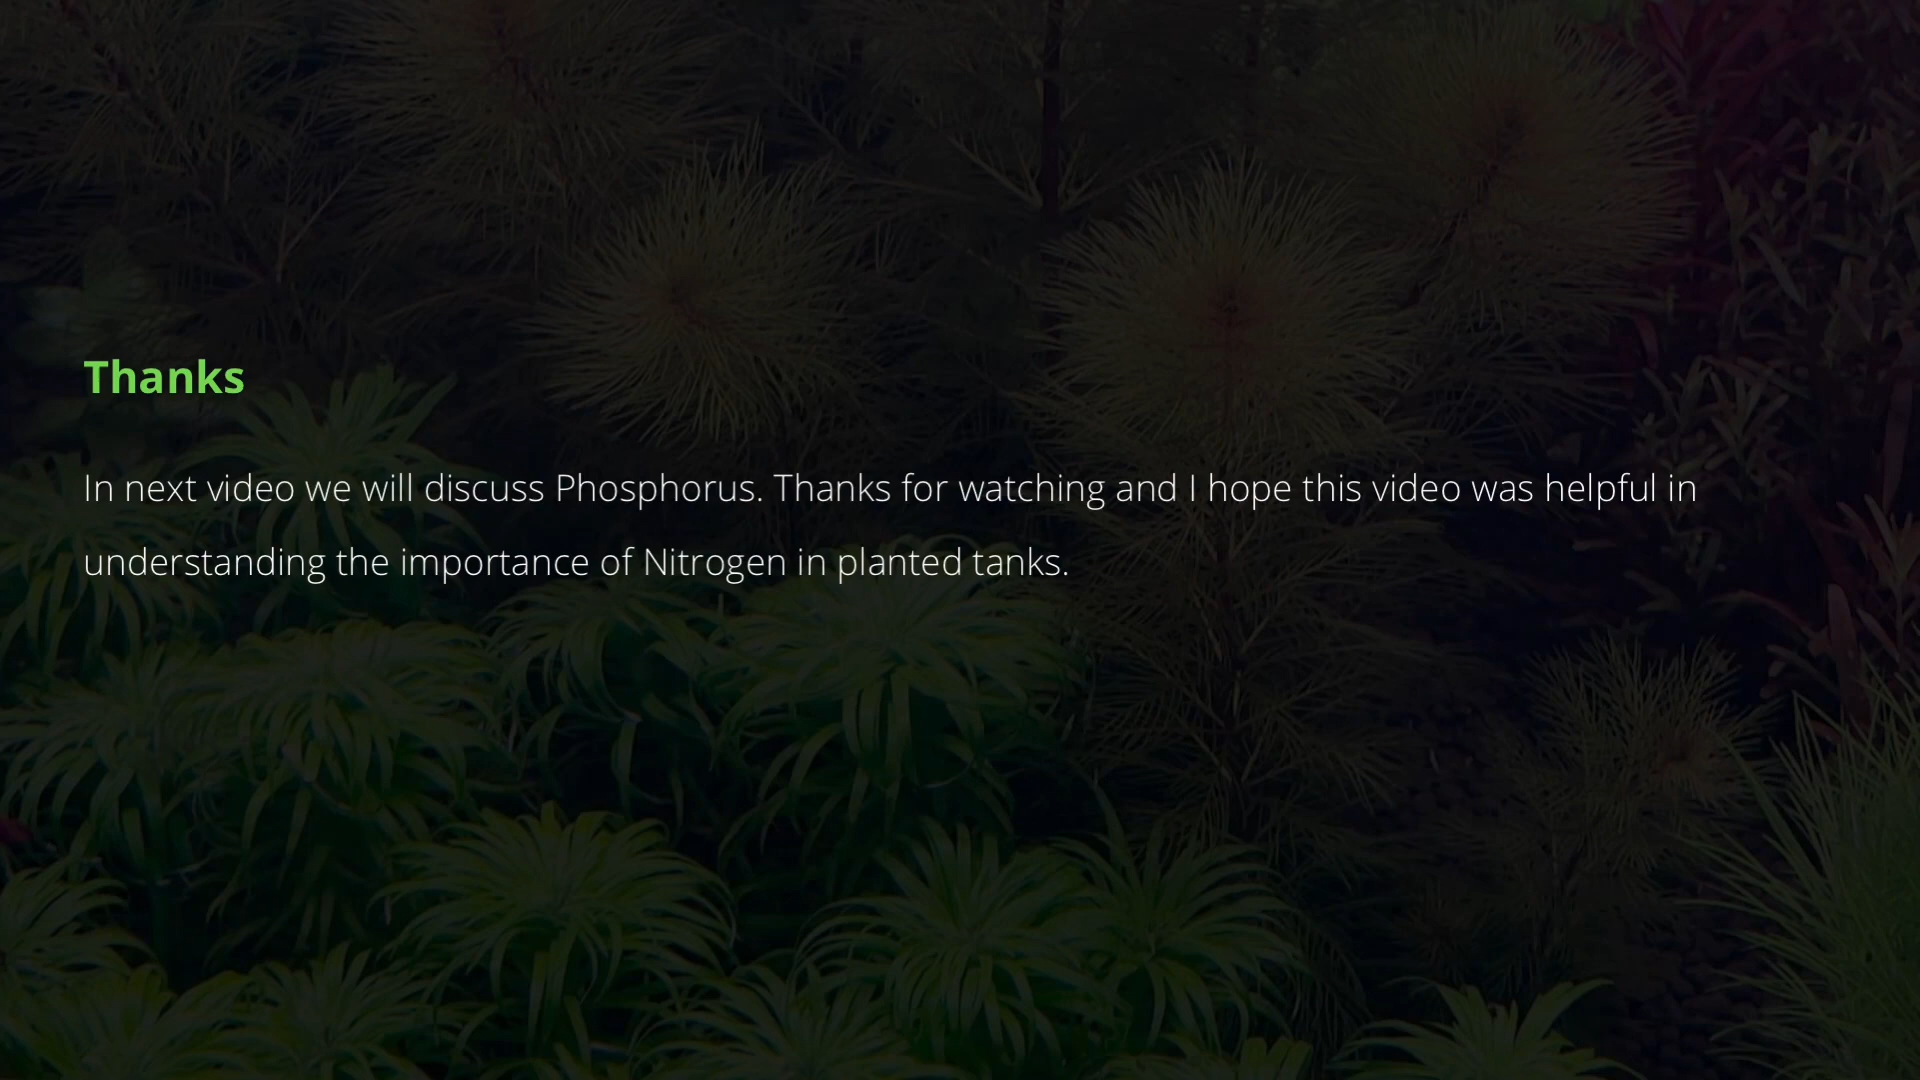 Thanks
In next video we will discuss Phosphorus. Thanks for watching and I hope this video was helpful in
understanding the importance of Nitrogen in planted tanks.